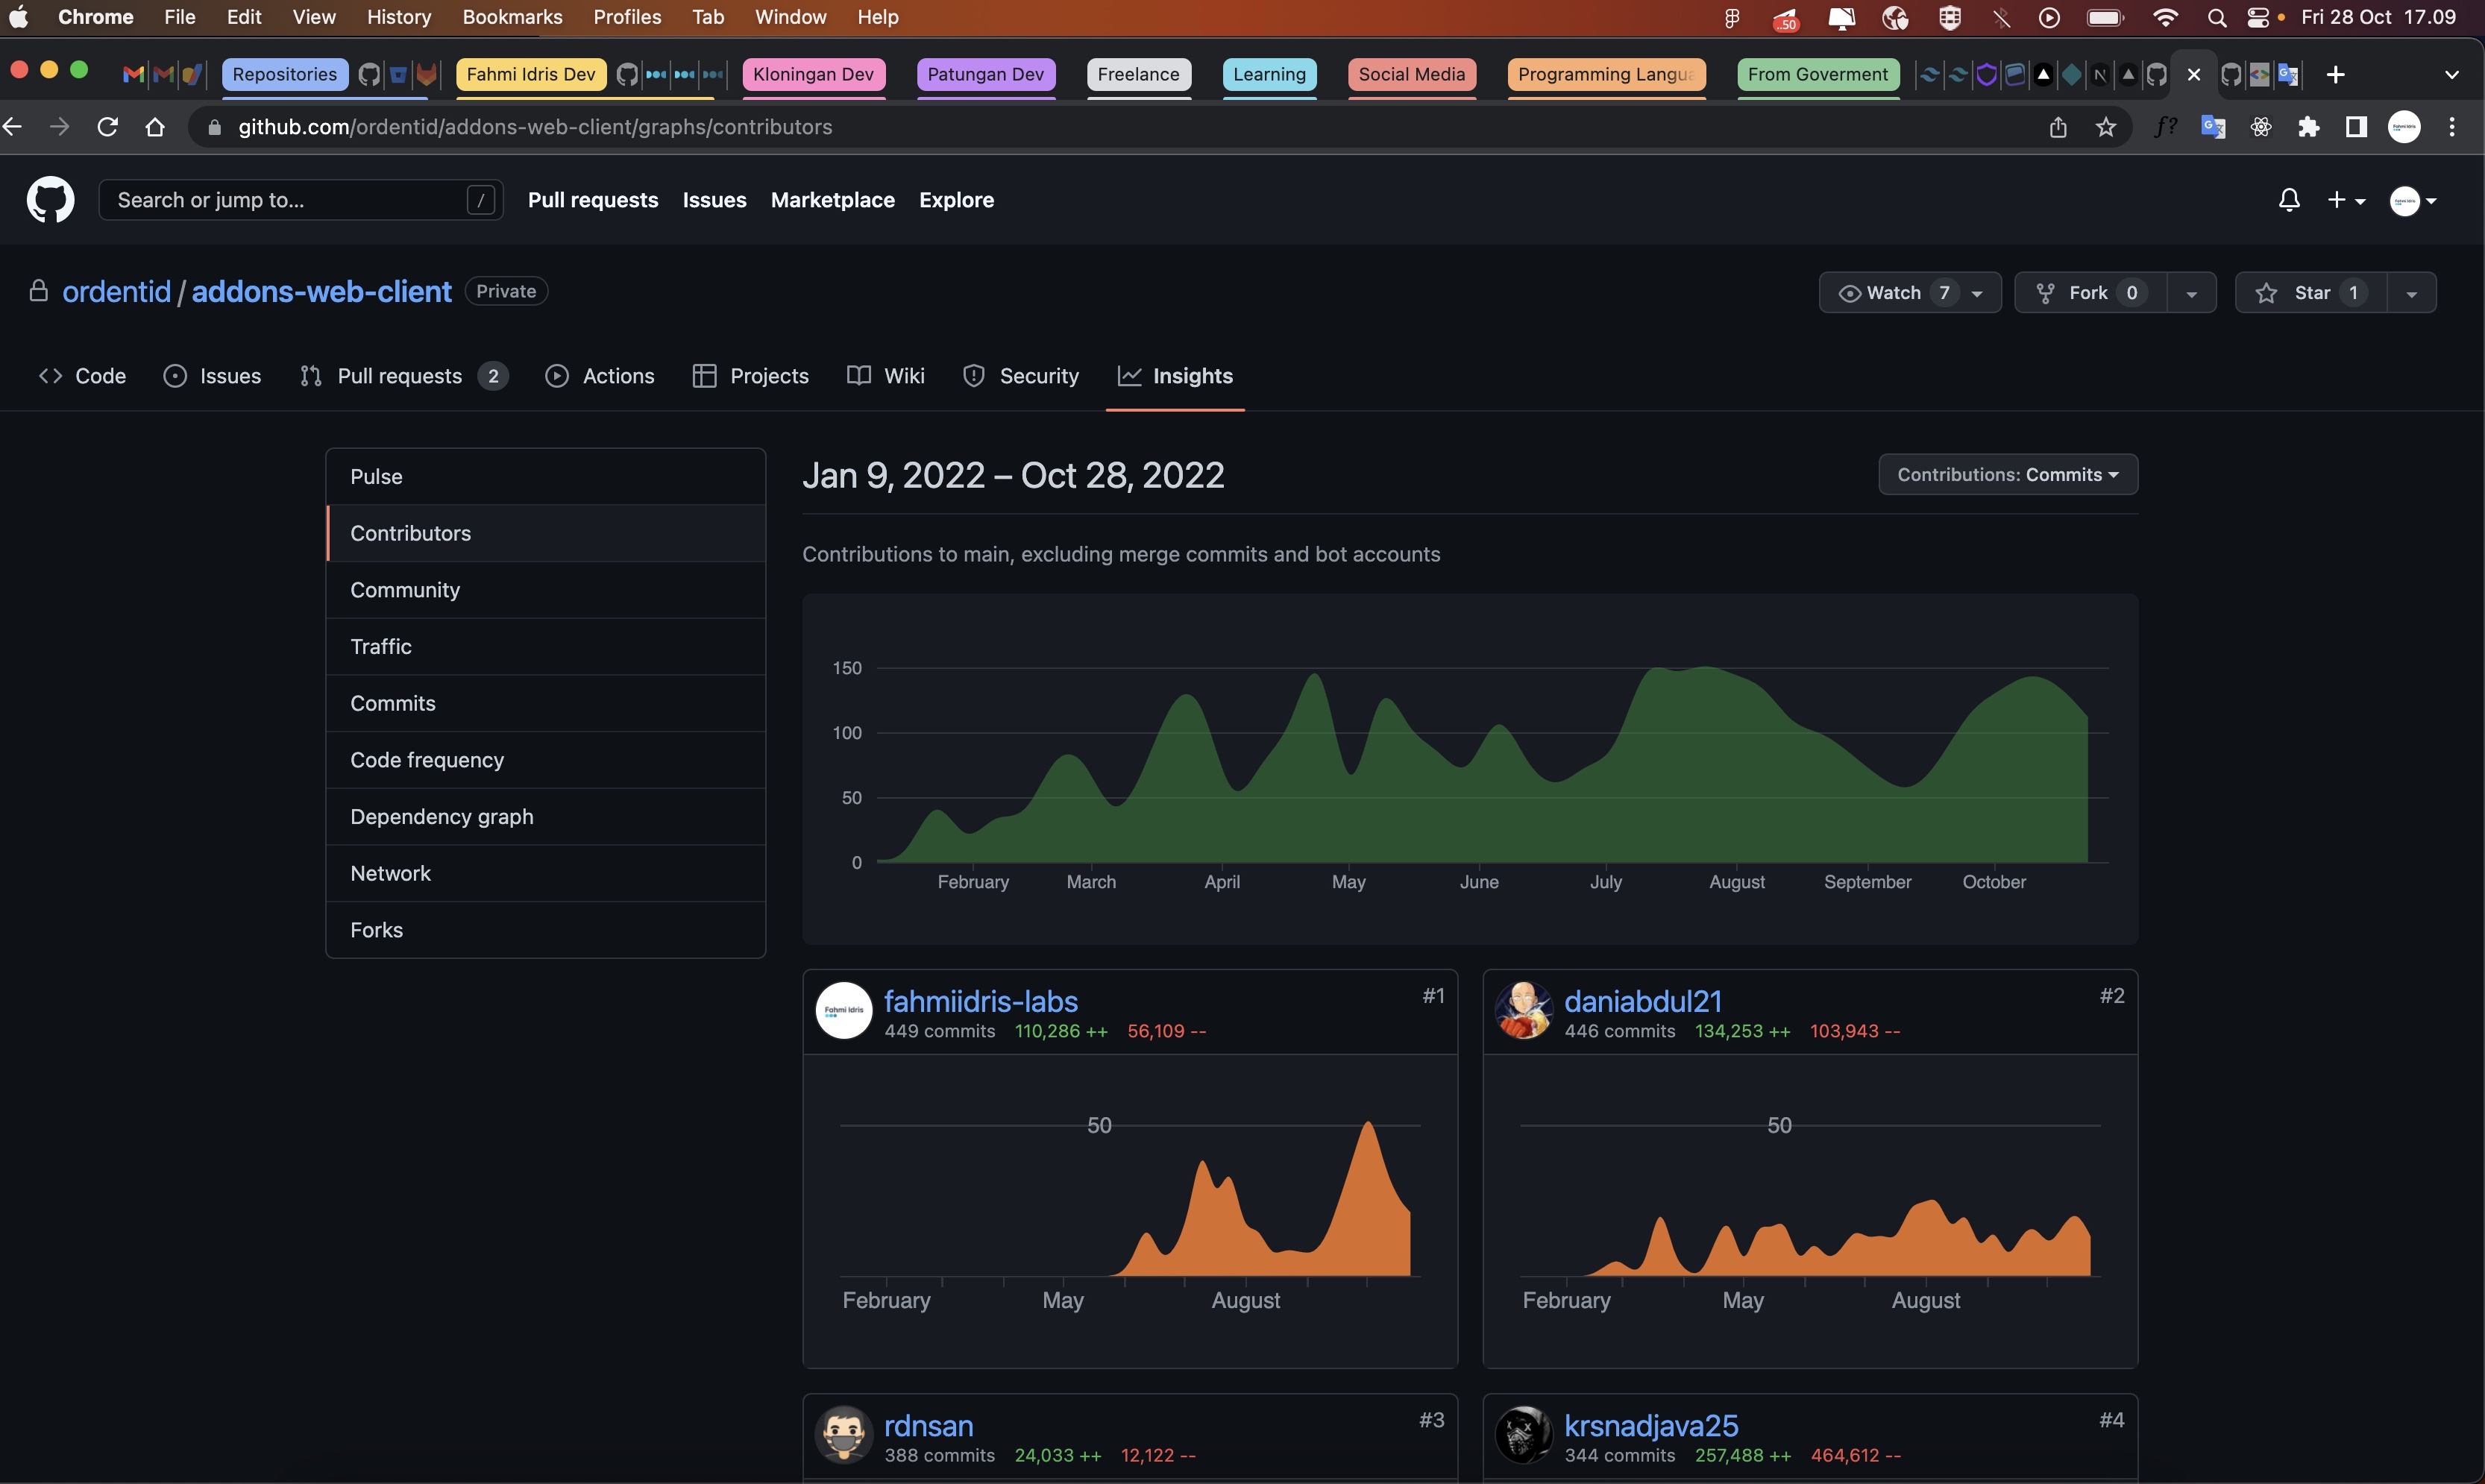 Chrome File Edit View History Bookmarks Profiles Tab Window Help .50 Fri 28 Oct 17.09
Repositories Fahmi Idris Dev Kloningan Dev Patungan Dev Freelance Learning Social Media Programming Langua From Goverment
github.com/ordentid/addons-web-client/graphs/contributors f?
Search or jump to... / Pull requests Issues Marketplace Explore
ordentid / addons-web-client Private Watch 7 Fork 0 Star 1
Code Issues Pull requests 2 Actions Projects Wiki Security Insights
Pulse
Contributors
Community
Traffic
Commits
Code frequency
Dependency graph
Network
Forks
Jan 9, 2022 – Oct 28, 2022 Contributions: Commits
Contributions to main, excluding merge commits and bot accounts
150
100
50
0
February March April May June July August September October
Fahmi Idris fahmiidris-labs #1
449 commits 110,286 ++ 56,109 --
50
February May August
daniabdul21 #2
446 commits 134,253 ++ 103,943 --
50
February May August
rdnsan #3
388 commits 24,033 ++ 12,122 --
krsnadjava25 #4
344 commits 257,488 ++ 464,612 --